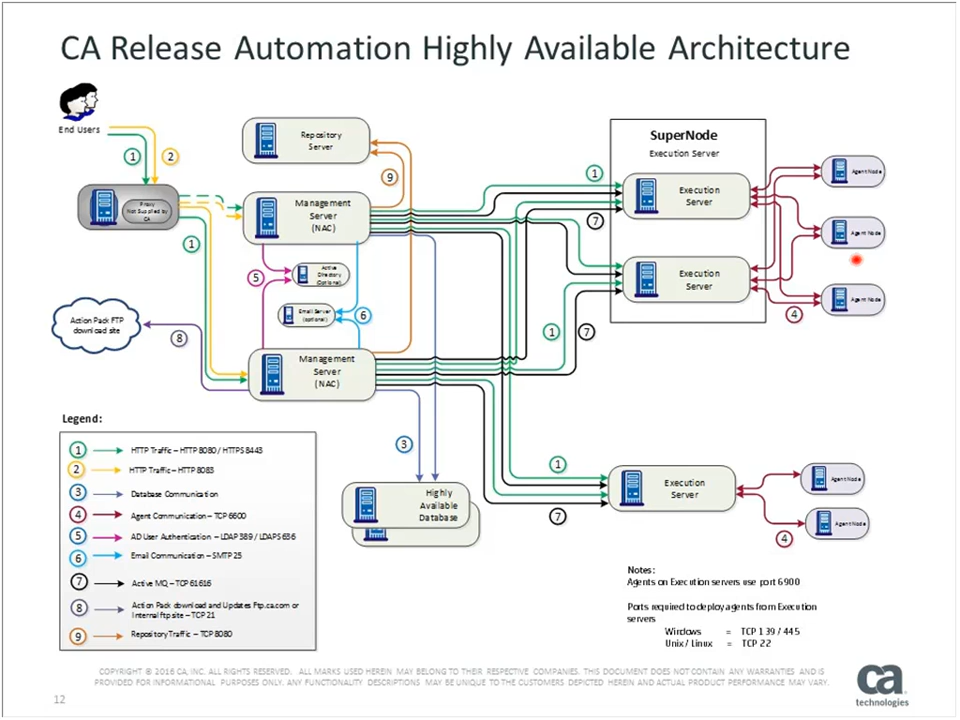 CA Release Automation Highly Available Architecture
End Users
1
2
Repository
Server
9
Proxy
Not Supplied by
CA
1
Management
Server
(NAC)
5
Active
Directory
(Optional)
Email Server
(optional)
6
Action Pack FTP
download site
8
Management
Server
(NAC)
SuperNode
Execution Server
1
Execution
Server
7
Execution
Server
1
7
Agent Node
Agent Node
Agent Node
4
3
Highly
Available
Database
1
7
Execution
Server
Agent Node
Agent Node
4
Legend:
1 HTTP Traffic – HTTP 8080 / HTTPS 8443
2 HTTP Traffic – HTTP 8083
3 Database Communication
4 Agent Communication – TCP 6600
5 AD User Authentication – LDAP 389 / LDAPS 636
6 Email Communication – SMTP 25
7 Active MQ – TCP 61616
8 Action Pack download and Updates Ftp.ca.com or
Internal ftp site – TCP 21
9 Repository Traffic – TCP 8080
Notes:
Agents on Execution servers use port 6900
Ports required to deploy agents from Execution
servers
Windows = TCP 139 / 445
Unix / Linux = TCP 22
COPYRIGHT © 2016 CA, INC. ALL RIGHTS RESERVED. ALL MARKS USED HEREIN MAY BELONG TO THEIR RESPECTIVE COMPANIES. THIS DOCUMENT DOES NOT CONTAIN ANY WARRANTIES AND IS
PROVIDED FOR INFORMATIONAL PURPOSES ONLY. ANY FUNCTIONALITY DESCRIPTIONS MAY BE UNIQUE TO THE CUSTOMERS DEPICTED HEREIN AND ACTUAL PRODUCT PERFORMANCE MAY VARY.
12
ca
technologies